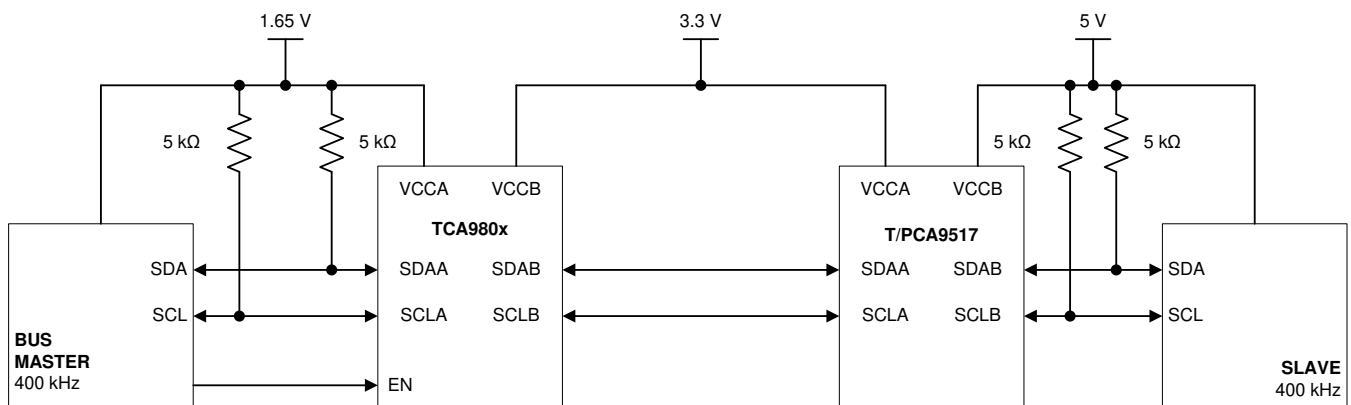 1.65 V
3.3 V
5 V
5 kΩ
5 kΩ
5 kΩ
5 kΩ
VCCA VCCB
TCA980x
VCCA VCCB
T/PCA9517
SDA
SDAA SDAB
SDAA SDAB
SDA
SCL
SCLA SCLB
SCLA SCLB
SCL
BUS
MASTER
400 kHz
EN
SLAVE
400 kHz